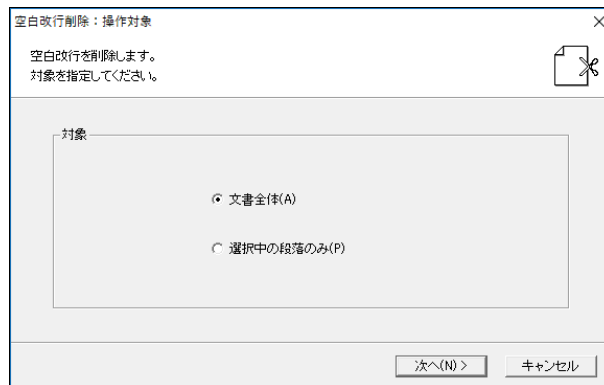 空白改行削除：操作対象
空白改行を削除します。
対象を指定してください。
対象
文書全体(A)
選択中の段落のみ(P)
次へ(N) >
キャンセル